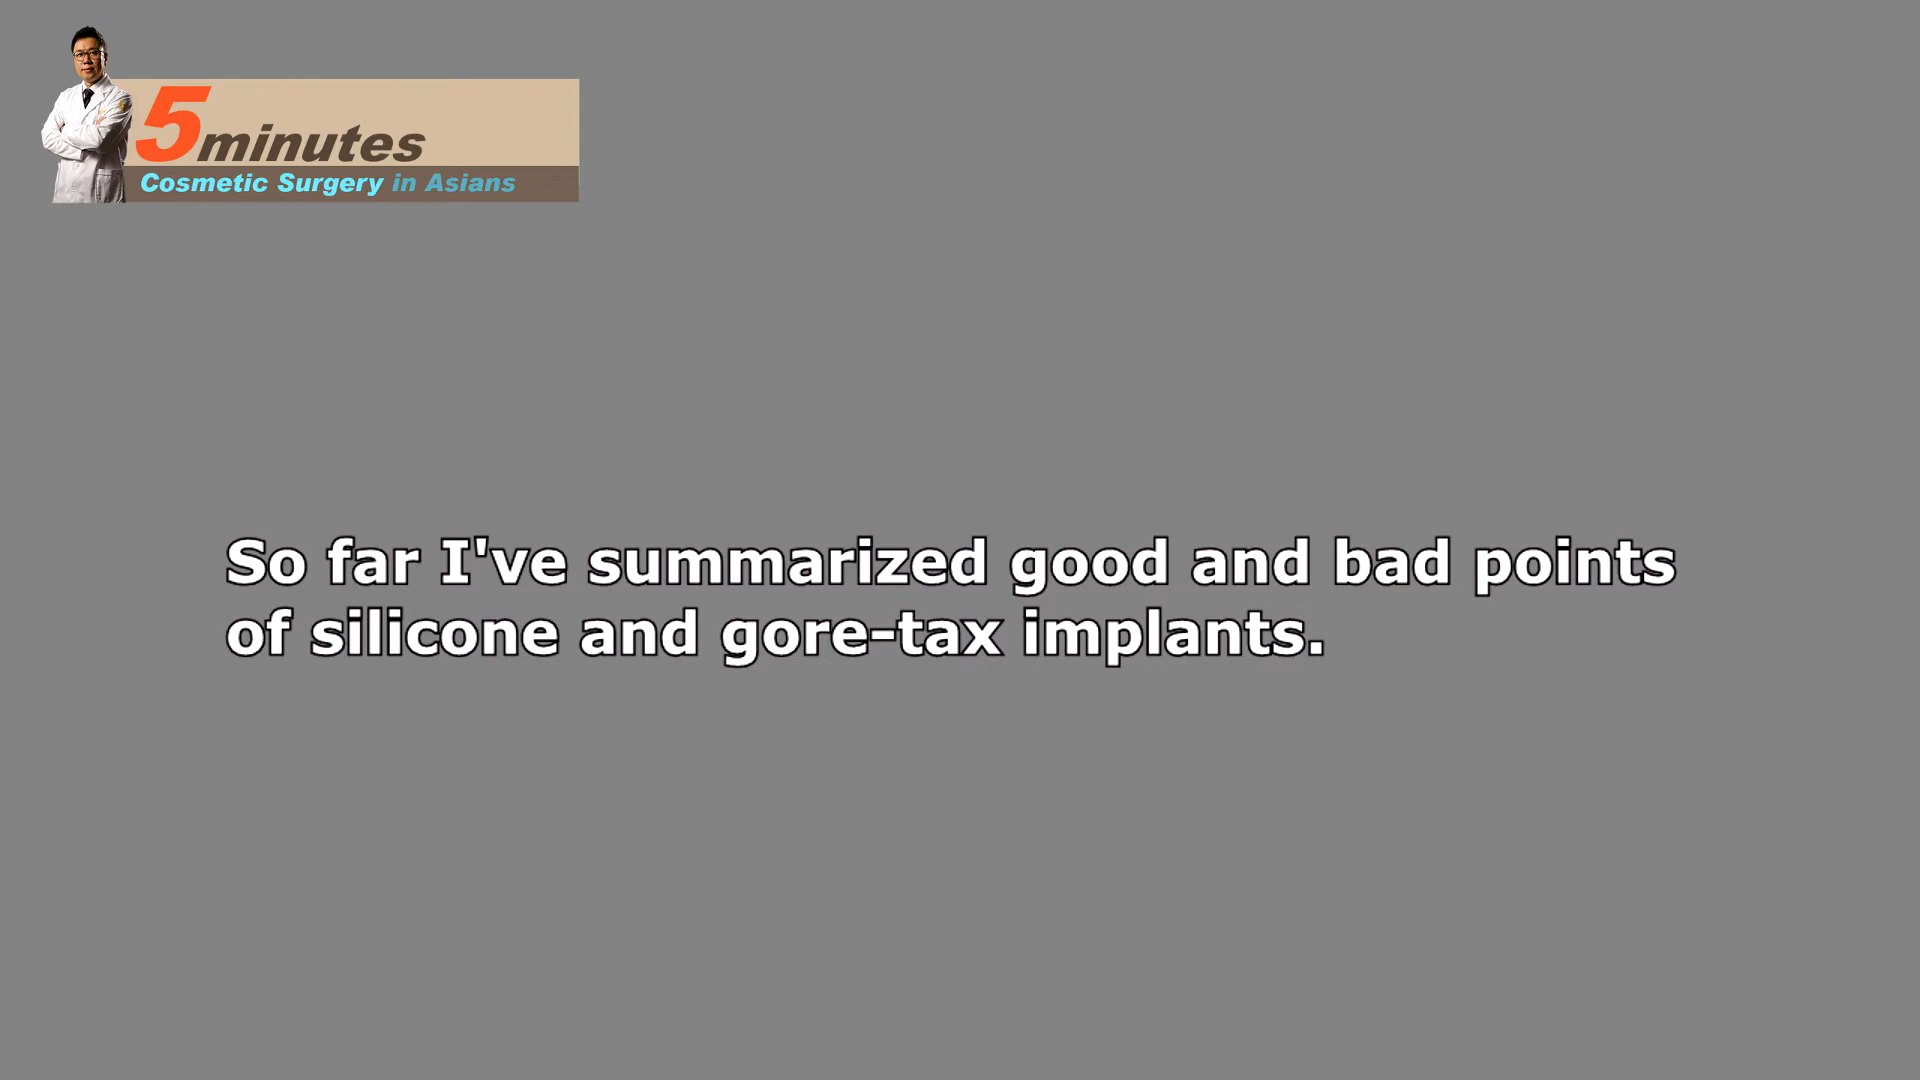 5minutes
Cosmetic Surgery in Asians
So far I've summarized good and bad points
of silicone and gore-tax implants.